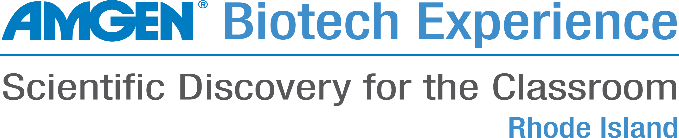 AMGEN® Biotech Experience
Scientific Discovery for the Classroom
Rhode Island